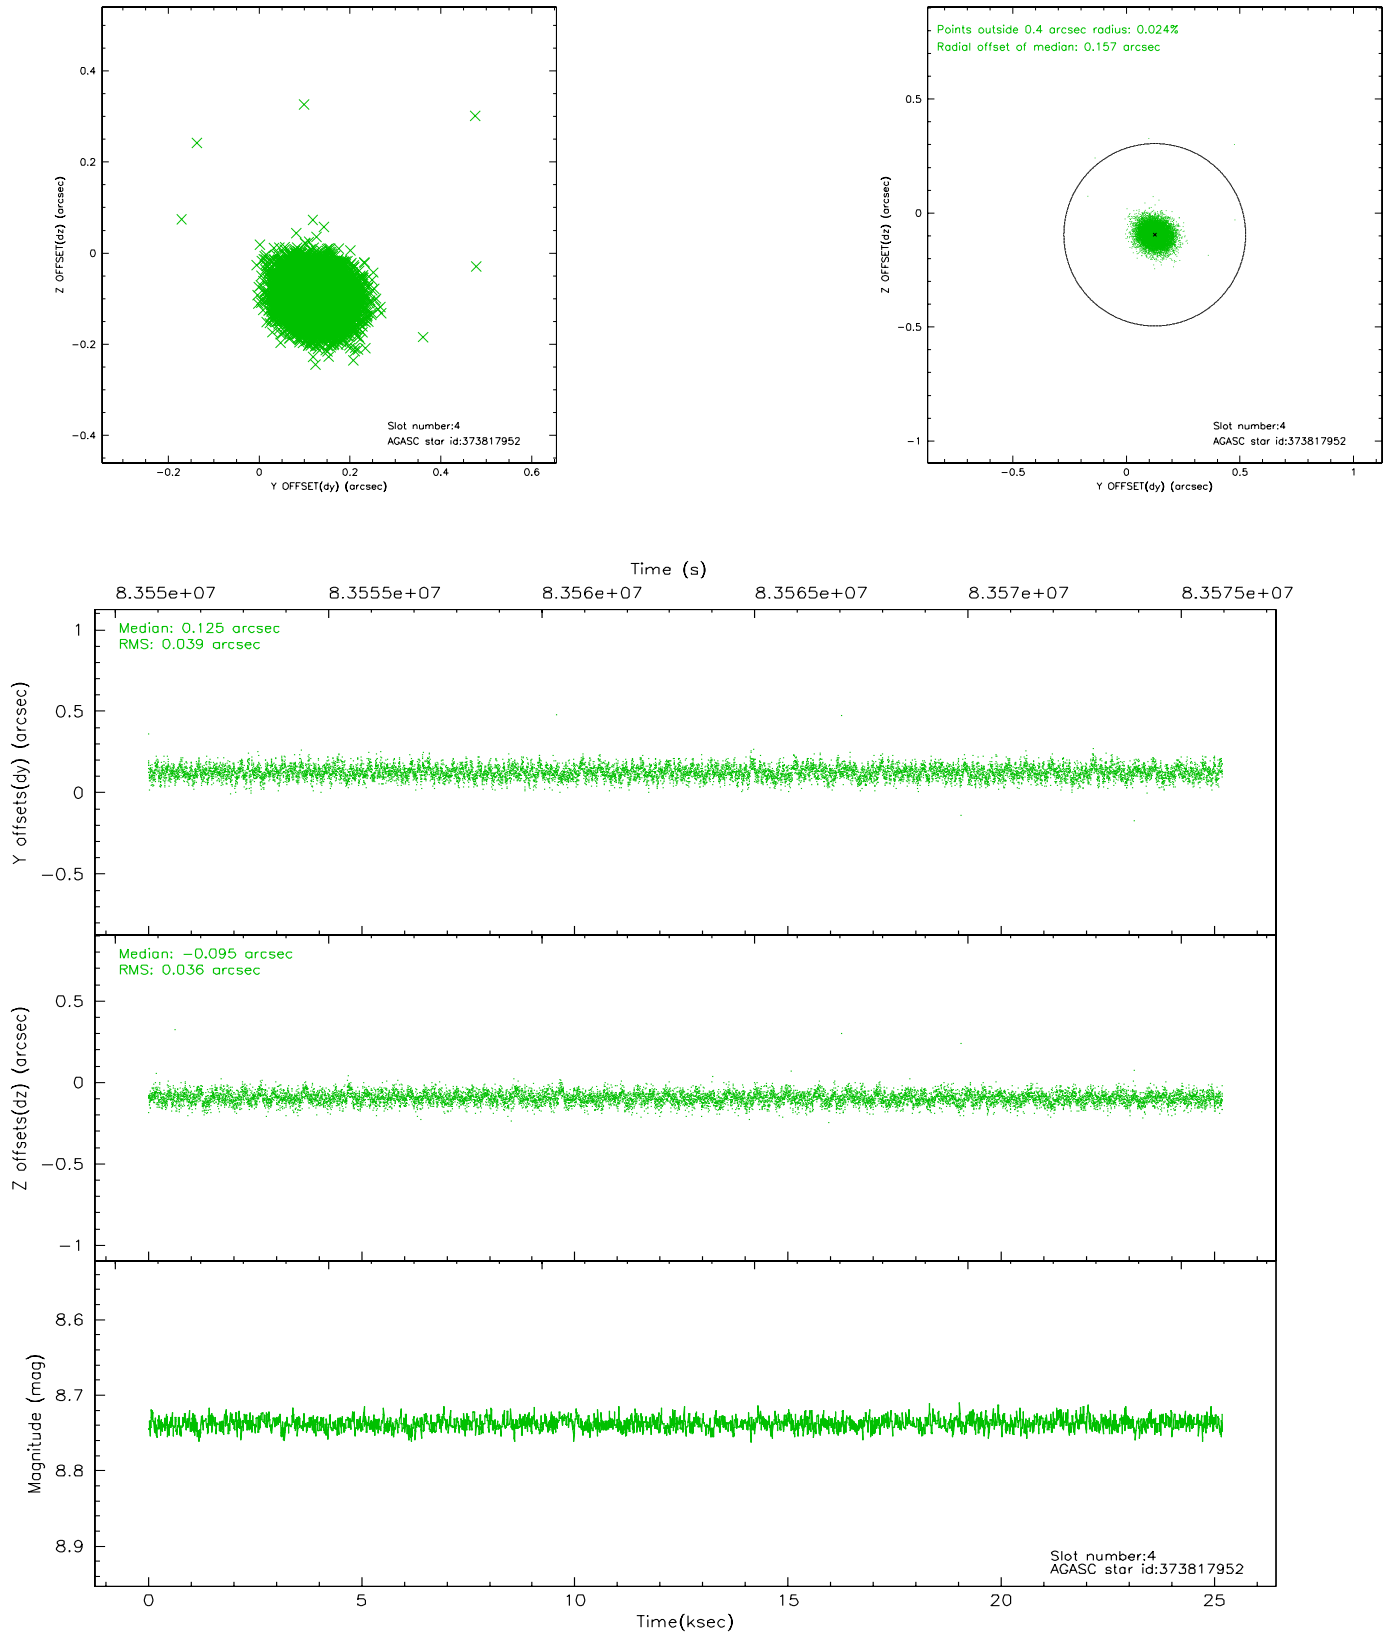 0.4
0.2
0
−0.2
−0.4
−0.2
0
0.2
0.4
0.6
Z OFFSET(dz) (arcsec)
Y OFFSET(dy) (arcsec)
Slot number:4
AGASC star id:373817952
Points outside 0.4 arcsec radius: 0.024%
Radial offset of median: 0.157 arcsec
0.5
0
−0.5
−1
−0.5
0
0.5
1
Z OFFSET(dz) (arcsec)
Y OFFSET(dy) (arcsec)
Slot number:4
AGASC star id:373817952
Time (s)
8.355e+07
8.3555e+07
8.356e+07
8.3565e+07
8.357e+07
8.3575e+07
Median: 0.125 arcsec
RMS: 0.039 arcsec
1
0.5
0
−0.5
Y offsets(dy) (arcsec)
Median: −0.095 arcsec
RMS: 0.036 arcsec
0.5
0
−0.5
−1
Z offsets(dz) (arcsec)
8.6
8.7
8.8
8.9
Magnitude (mag)
Slot number:4
AGASC star id:373817952
0
5
10
15
20
25
Time(ksec)